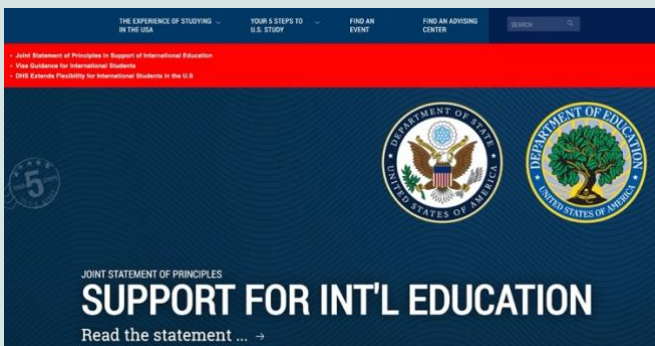 THE EXPERIENCE OF STUDYING
IN THE USA
YOUR 5 STEPS TO
U.S. STUDY
FIND AN
EVENT
FIND AN ADVISING
CENTER
SEARCH
Joint Statement of Principles in Support of International Education
Visa Guidance for International Students
DHS Extends Flexibility for International Students in the U.S
DEPARTMENT OF STATE
UNITED STATES OF AMERICA
DEPARTMENT OF EDUCATION
UNITED STATES OF AMERICA
5
JOINT STATEMENT OF PRINCIPLES
SUPPORT FOR INT'L EDUCATION
Read the statement ... →